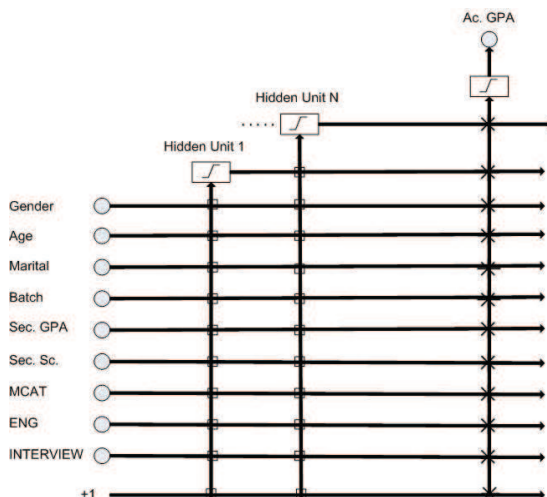 Ac. GPA
Hidden Unit N
Hidden Unit 1
Gender
Age
Marital
Batch
Sec. GPA
Sec. Sc.
MCAT
ENG
INTERVIEW
+1